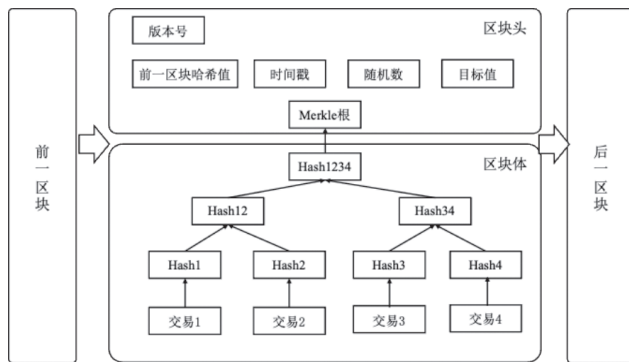 前一区块
区块头
版本号
前一区块哈希值
时间戳
随机数
目标值
Merkle根
区块体
Hash1234
Hash12
Hash34
Hash1
Hash2
Hash3
Hash4
交易1
交易2
交易3
交易4
后一区块